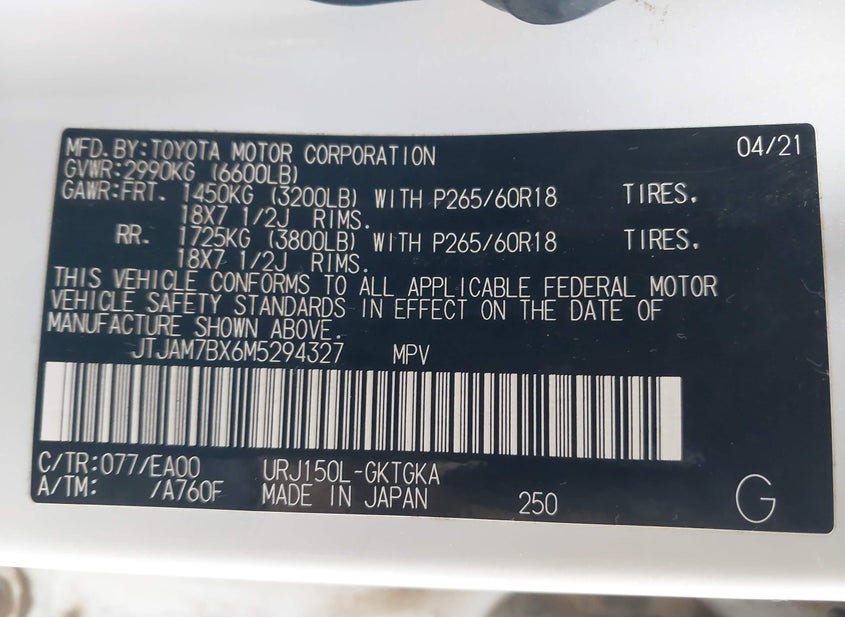 MFD. BY: TOYOTA MOTOR CORPORATION 04/21
GVWR: 2990KG (6600LB)
GAWR: FRT. 1450KG (3200LB) WITH P265/60R18 TIRES.
18X7 1/2J RIMS.
RR. 1725KG (3800LB) WITH P265/60R18 TIRES.
18X7 1/2J RIMS.
THIS VEHICLE CONFORMS TO ALL APPLICABLE FEDERAL MOTOR
VEHICLE SAFETY STANDARDS IN EFFECT ON THE DATE OF
MANUFACTURE SHOWN ABOVE.
JTJAM7BX6M5294327 MPV
C/TR: 077/EA00 URJ150L-GKTGKA
A/TM: /A760F MADE IN JAPAN 250 G